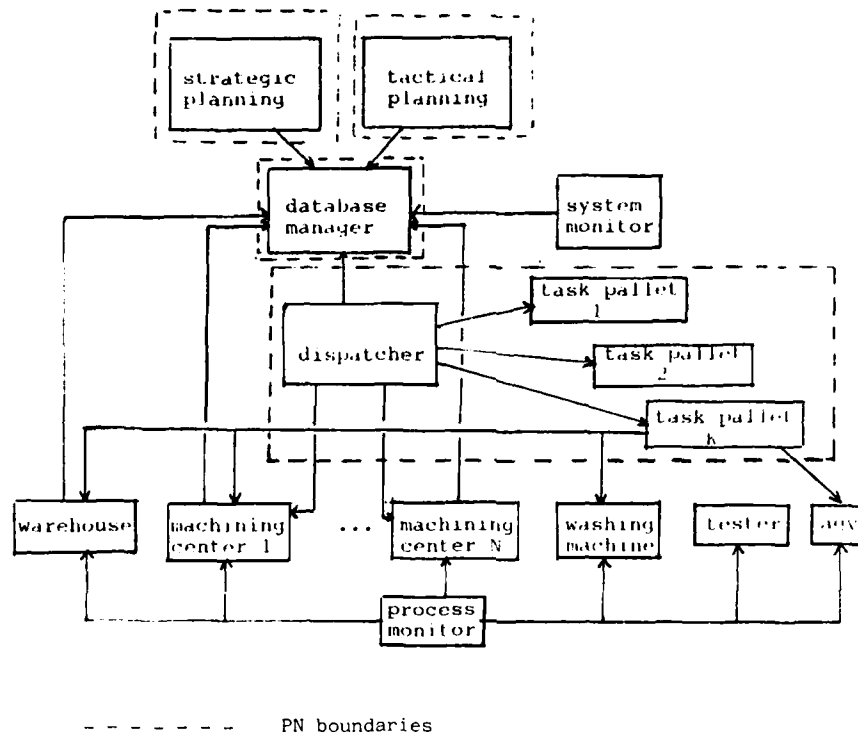 strategic
planning
tactical
planning
database
manager
system
monitor
task pallet
1
dispatcher
task pallet
2
task pallet
k
warehouse
machining
center 1
...
machining
center N
washing
machine
tester
agv
process
monitor
PN boundaries